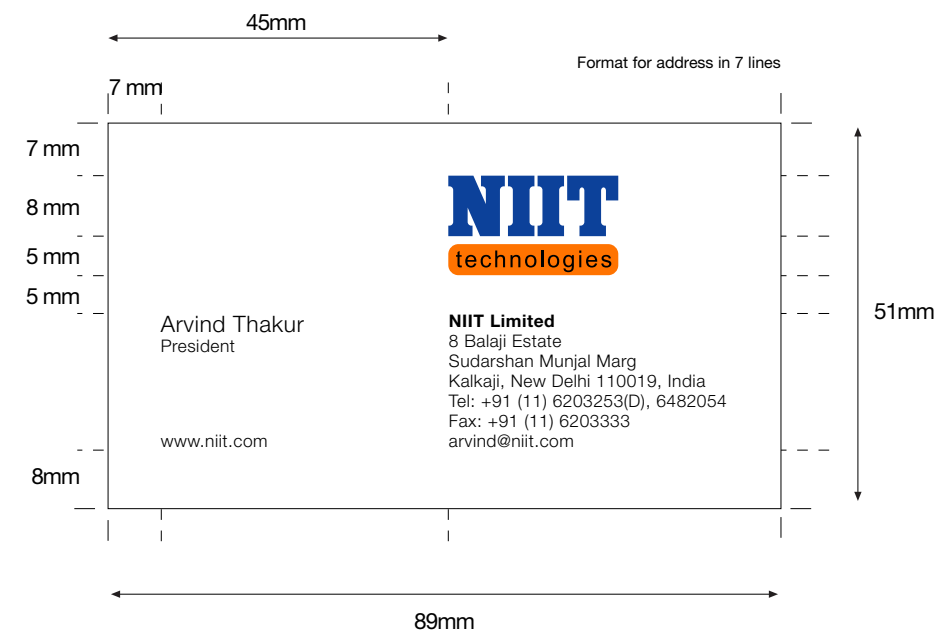 45mm
Format for address in 7 lines
7 mm
7 mm
8 mm
5 mm
5 mm
8mm
51mm
89mm
NIIT
technologies
Arvind Thakur
President
www.niit.com
NIIT Limited
8 Balaji Estate
Sudarshan Munjal Marg
Kalkaji, New Delhi 110019, India
Tel: +91 (11) 6203253(D), 6482054
Fax: +91 (11) 6203333
arvind@niit.com